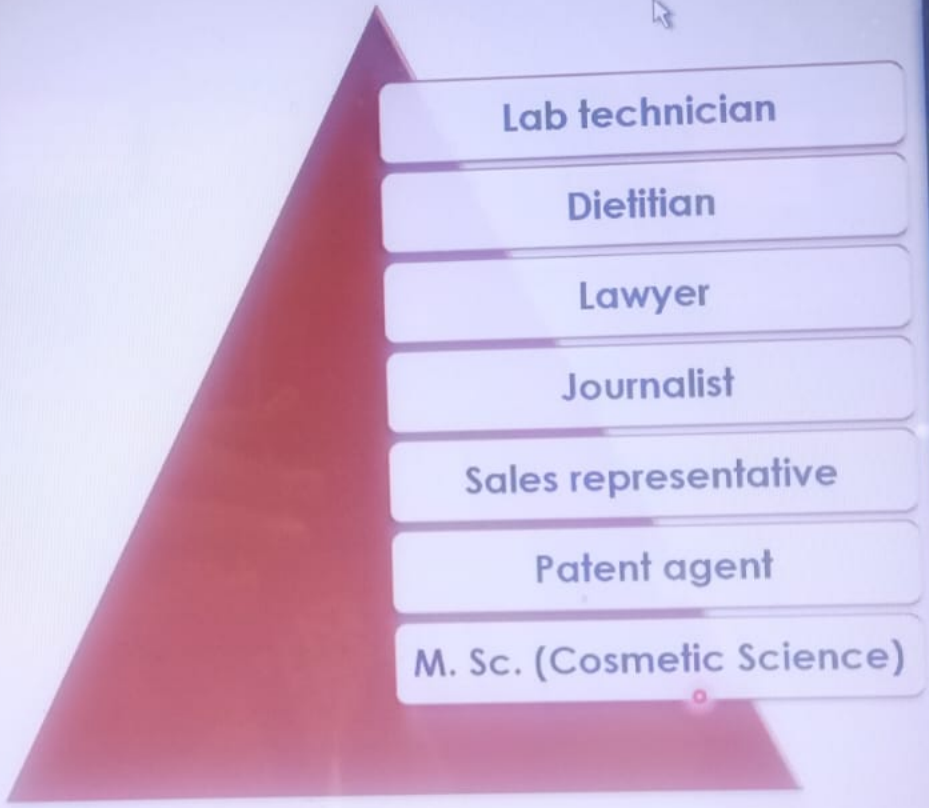 Lab technician
Dietitian
Lawyer
Journalist
Sales representative
Patent agent
M. Sc. (Cosmetic Science)